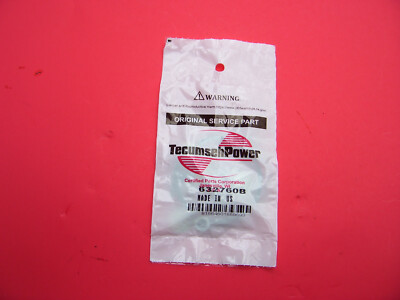 ⚠WARNING
ORIGINAL SERVICE PART
TecumsehPower
Certified Parts Corporation
632760B
MADE IN US